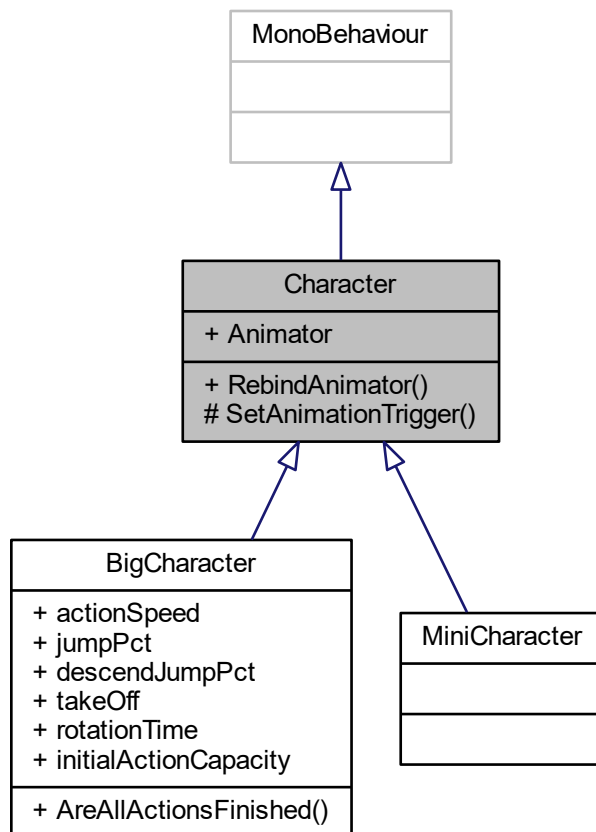 MonoBehaviour
Character
+ Animator
+ RebindAnimator()
# SetAnimationTrigger()
BigCharacter
+ actionSpeed
+ jumpPct
+ descendJumpPct
+ takeOff
+ rotationTime
+ initialActionCapacity
+ AreAllActionsFinished()
MiniCharacter